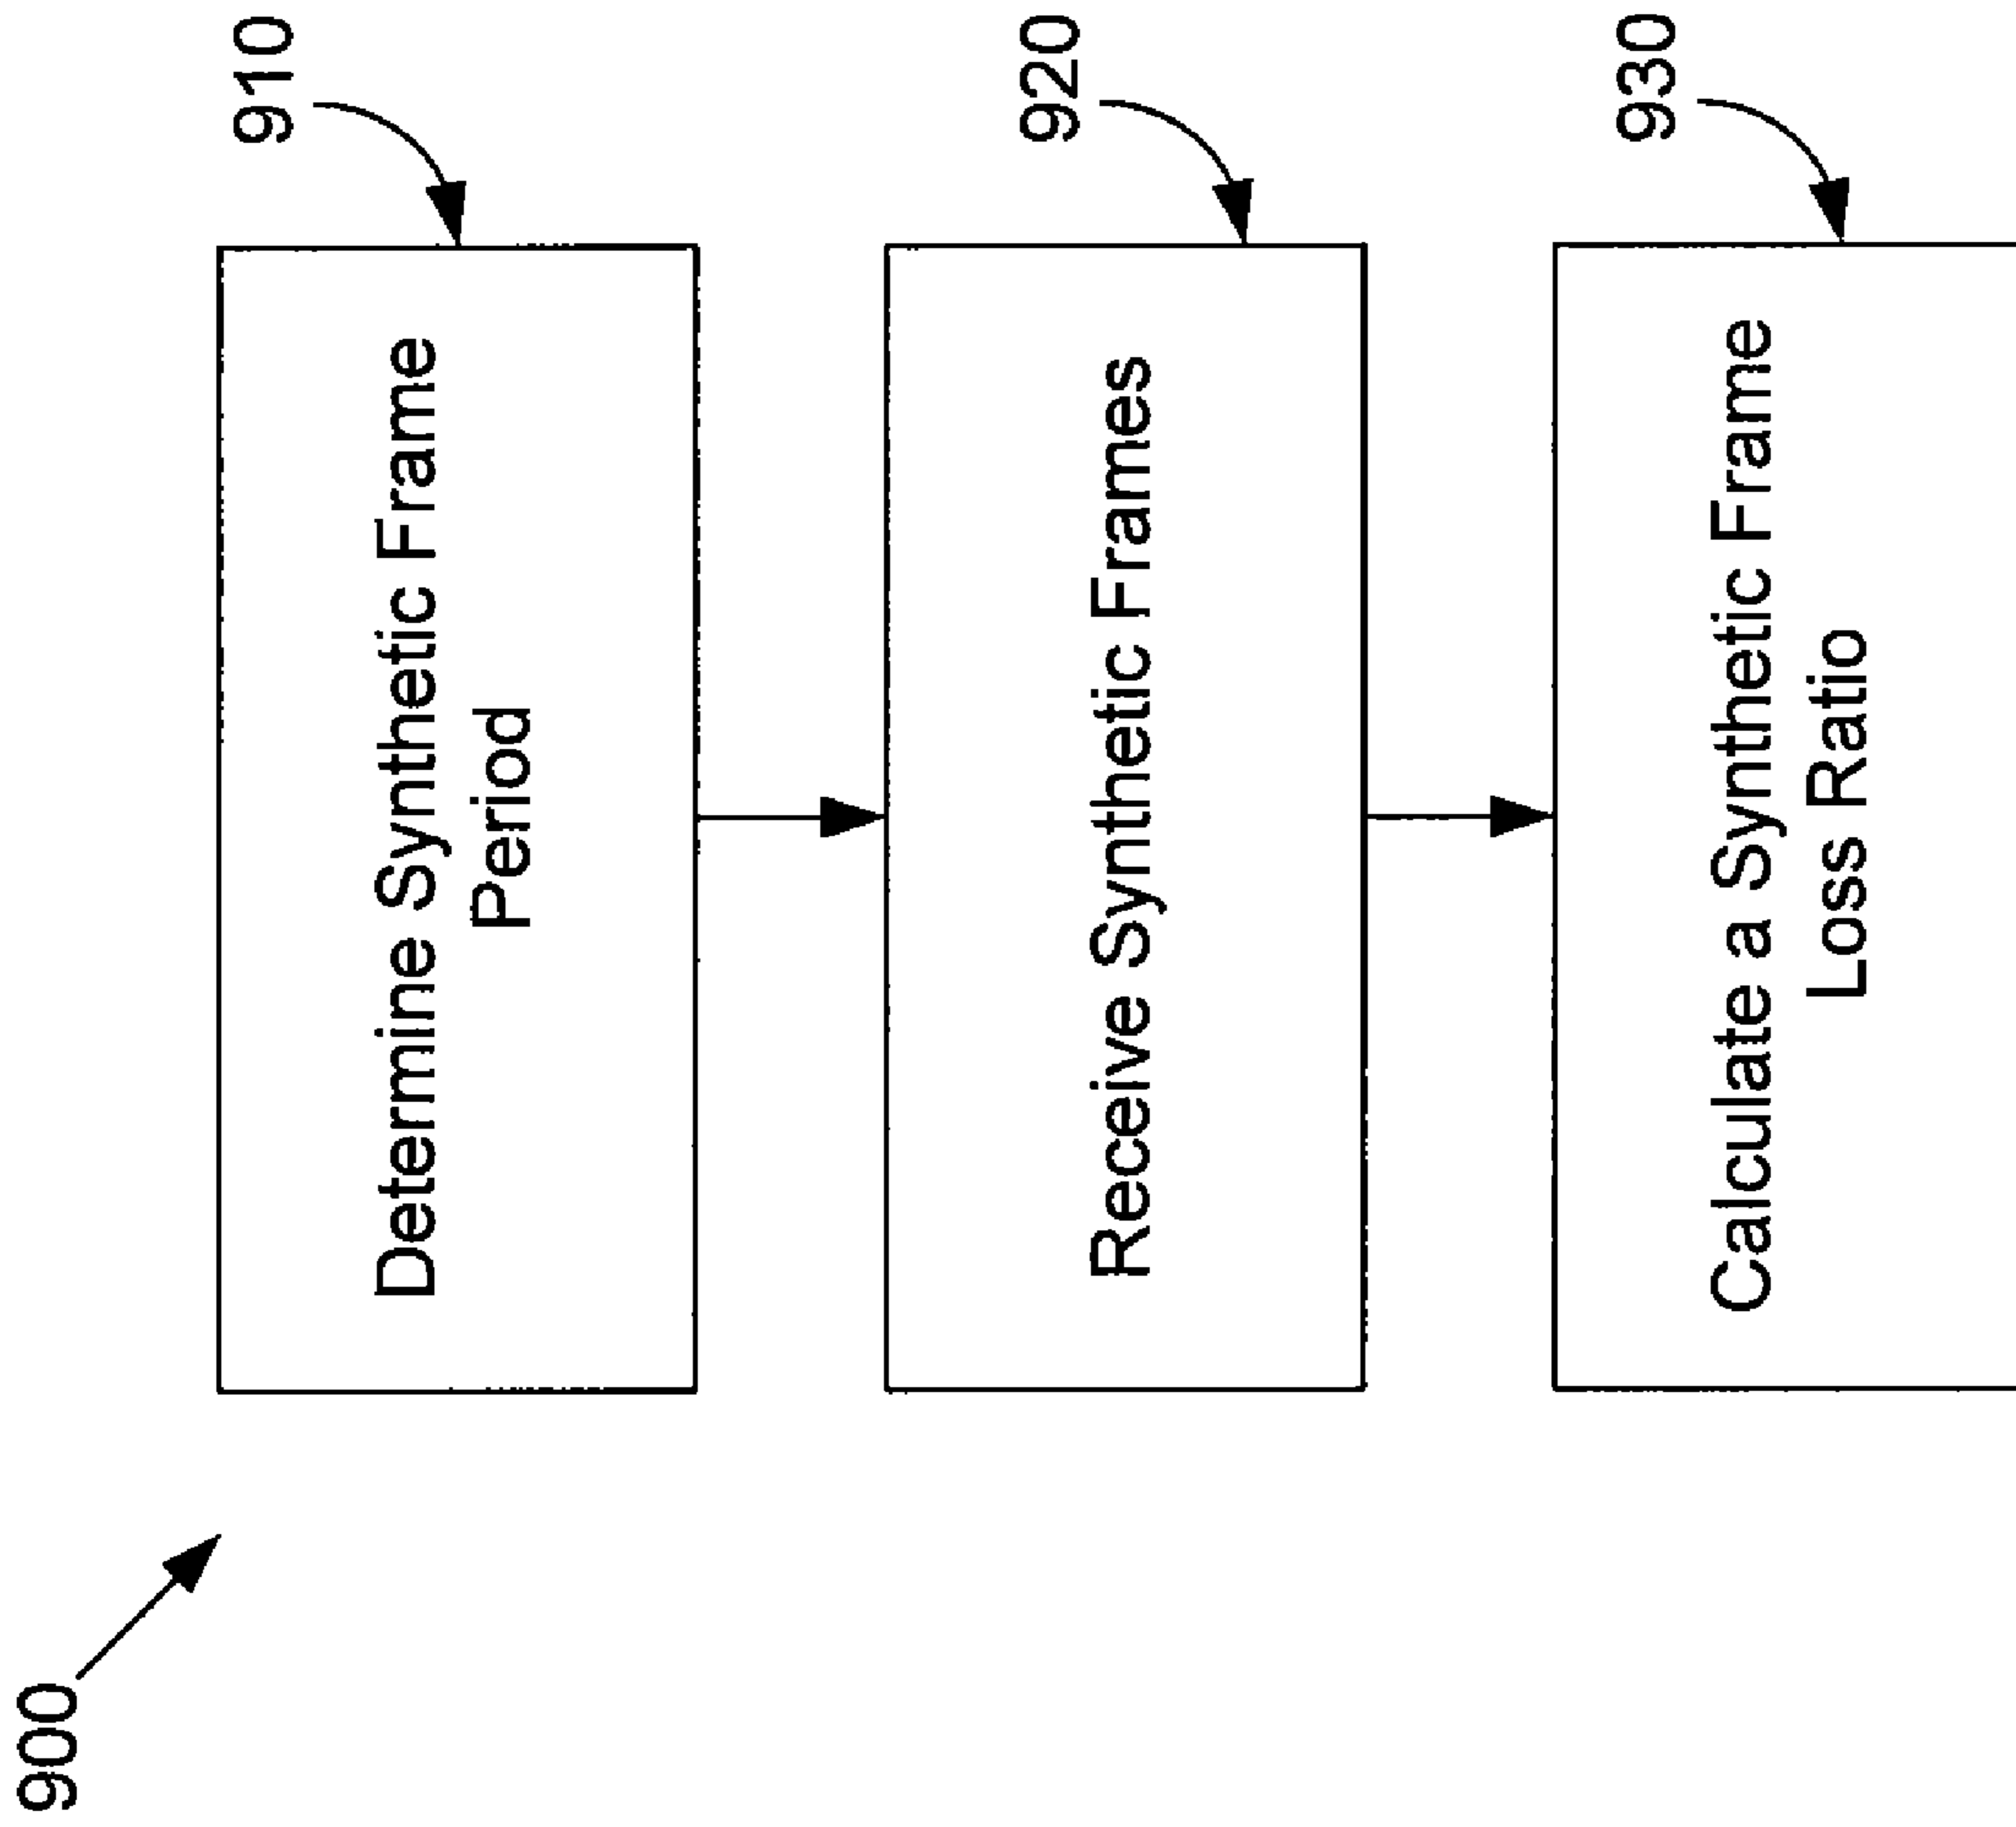 900
Determine Synthetic Frame
Period
910
Receive Synthetic Frames
920
Calculate a Synthetic Frame
Loss Ratio
930